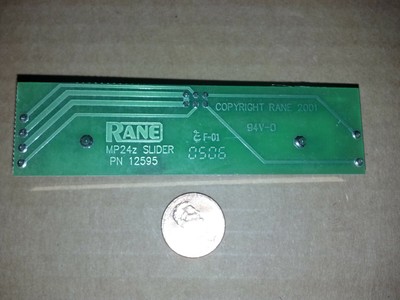 COPYRIGHT RANE 2001
RANE
F-01
94V-0
MP24z SLIDER
0506
PN 12595